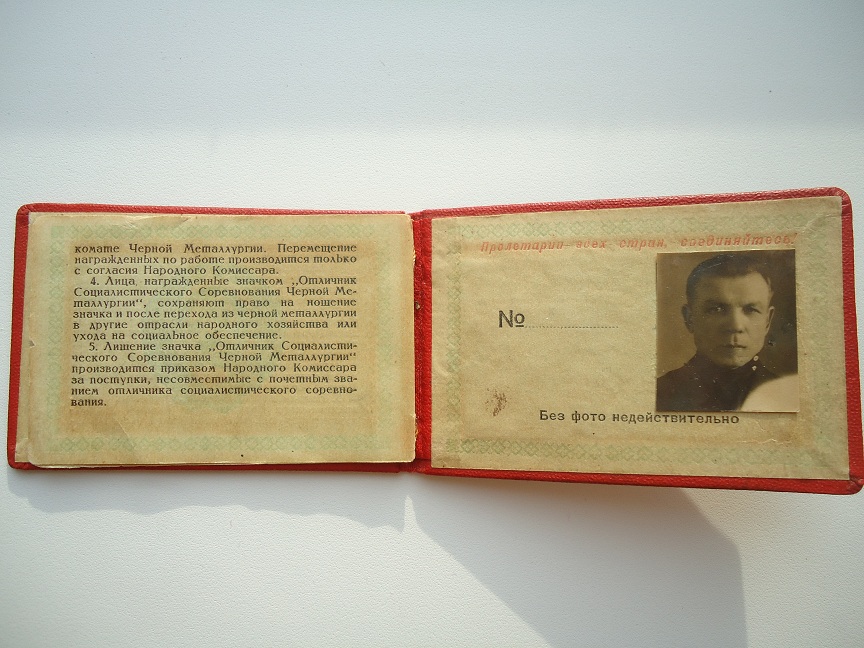 комате Черной Металлургии. Перемещение
награжденных по работе производится только
с согласия Народного Комиссара.
4. Лица, награжденные значком „Отличник
Социалистического Соревнования Черной Ме-
таллургии“, сохраняют право на ношение
значка и после перехода из черной металлургии
в другие отрасли народного хозяйства или
ухода на социальное обеспечение.
5. Лишение значка „Отличник Социалисти-
ческого Соревнования Черной Металлургии“
производится приказом Народного Комиссара
за поступки, несовместимые с почетным зва-
нием отличника социалистического соревно-
вания.
Пролетарии всех стран, соединяйтесь!
№
Без фото недействительно